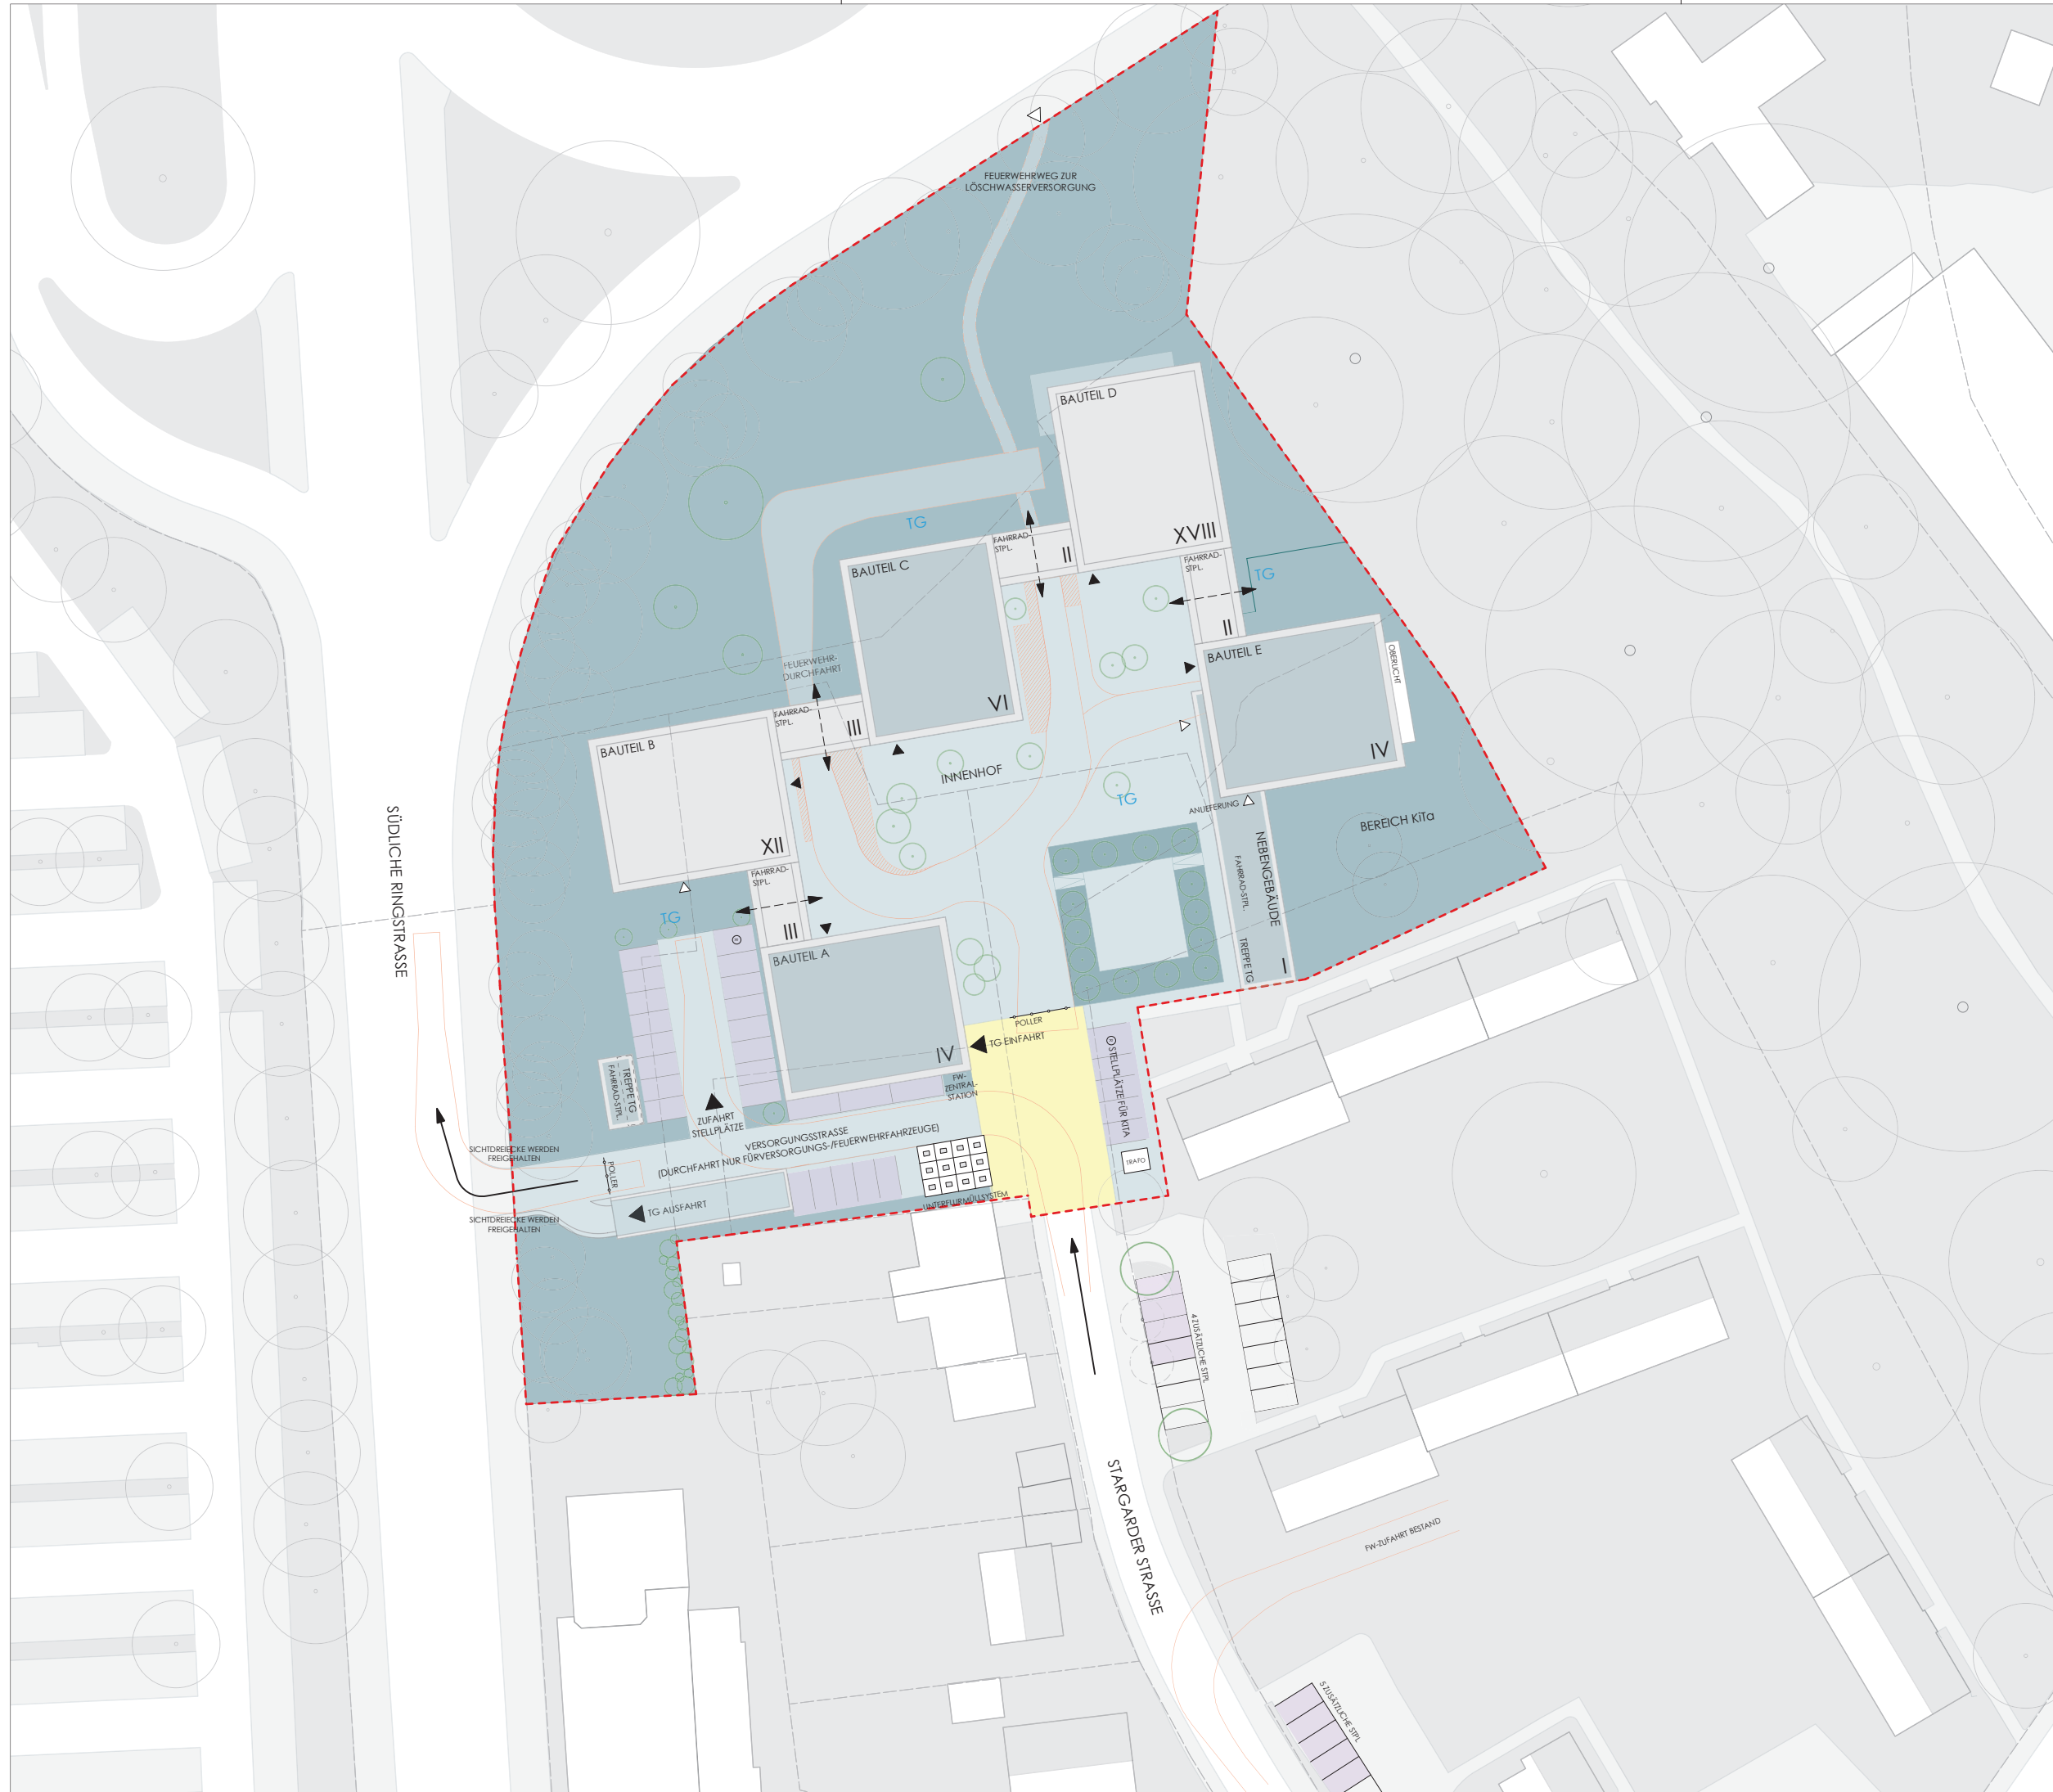 FEUERWEHRWEG ZUR
LÖSCHWASSERVERSORGUNG
BAUTEIL D
XVIII
TG
FAHRRAD-
STPL.
II
BAUTEIL C
VI
FAHRRAD-
STPL.
II
TG
FEUERWEHR-
DURCHFAHRT
BAUTEIL E
IV
OBERLICHT
FAHRRAD-
STPL.
III
BAUTEIL B
XII
INNENHOF
TG
ANLIEFERUNG
BEREICH KiTa
NEBENGEBÄUDE
FAHRRAD-STPL.
TREPPE TG
I
SÜDLICHE RINGSTRASSE
FAHRRAD-
STPL.
III
TG
BAUTEIL A
IV
POLLER
TG EINFAHRT
FW-
ZENTRAL-
STATION
STELLPLÄTZE FÜR KITA
TRAFO
TREPPE TG
FAHRRAD-STPL.
ZUFAHRT
STELLPLÄTZE
VERSORGUNGSSTRASSE
(DURCHFAHRT NUR FÜRVERSORGUNGS-/FEUERWEHRFAHRZEUGE)
SICHTDREIECKE WERDEN
FREIGEHALTEN
POLLER
TG AUSFAHRT
UNTERFLURMÜLLSYSTEM
SICHTDREIECKE WERDEN
FREIGEHALTEN
4 ZUSÄTZLICHE STPL
STARGARDER STRASSE
FW-ZUFAHRT BESTAND
5 ZUSÄTZLICHE STPL